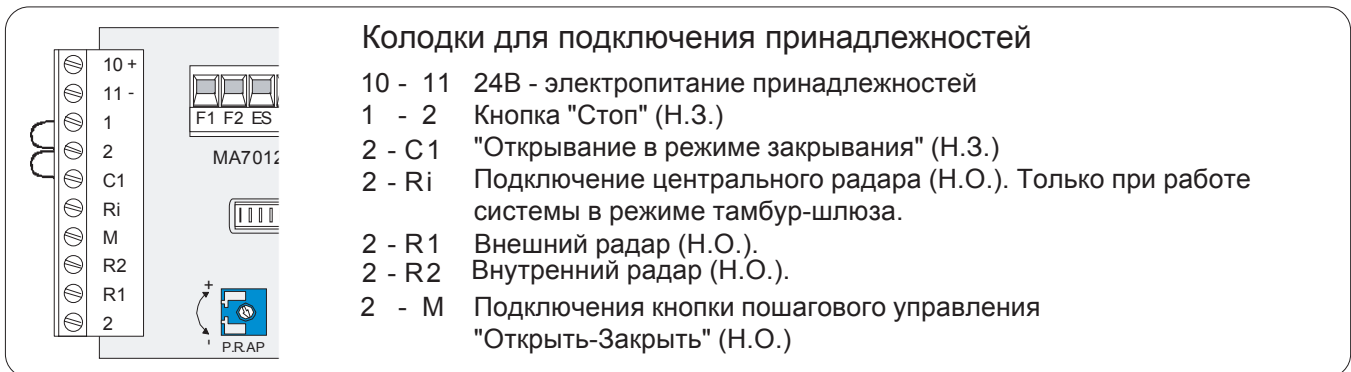 10 +
11 -
1
2
C1
Ri
M
R2
R1
2
F1 F2 ES
MA7012
+
-
P.R.AP
Колодки для подключения принадлежностей
10 - 11 24В - электропитание принадлежностей
1 - 2 Кнопка "Стоп" (Н.З.)
2 - C1 "Открывание в режиме закрывания" (Н.З.)
2 - Ri Подключение центрального радара (Н.О.). Только при работе
системы в режиме тамбур-шлюза.
2 - R1 Внешний радар (Н.О.).
2 - R2 Внутренний радар (Н.О.).
2 - M Подключения кнопки пошагового управления
"Открыть-Закрыть" (Н.О.)